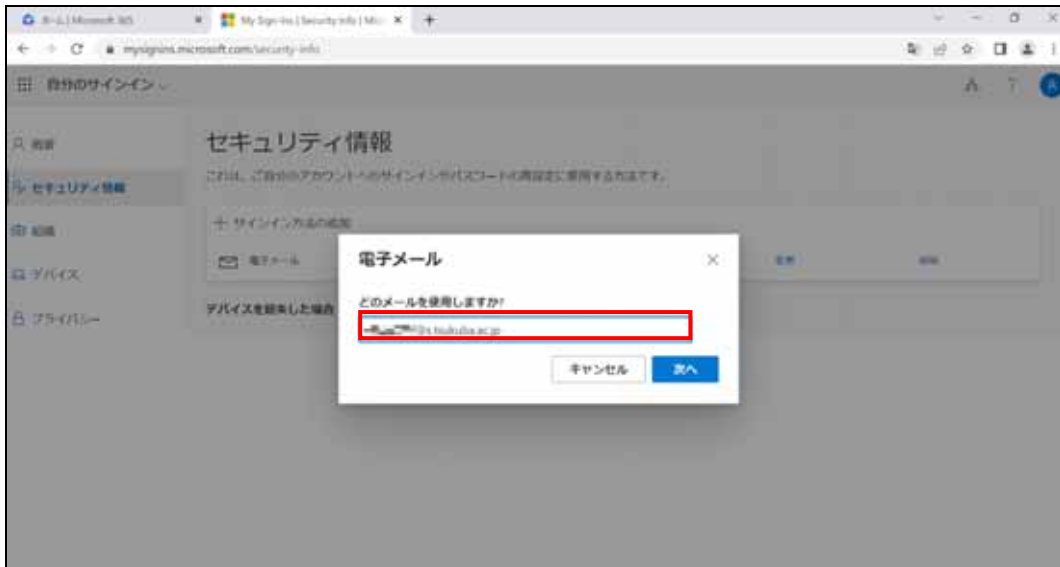 ホーム | Microsoft 365
My Sign-Ins | Security info | Mic
mysignins.microsoft.com/security-info
自分のサインイン
概要
セキュリティ情報
組織
デバイス
プライバシー
セキュリティ情報
これは、ご自分のアカウントへのサインインやパスワードの再設定に使用する方法です。
+ サインイン方法の追加
電子メール
変更
削除
デバイスを紛失した場合
電子メール
どのメールを使用しますか?
@s.tsukuba.ac.jp
キャンセル
次へ